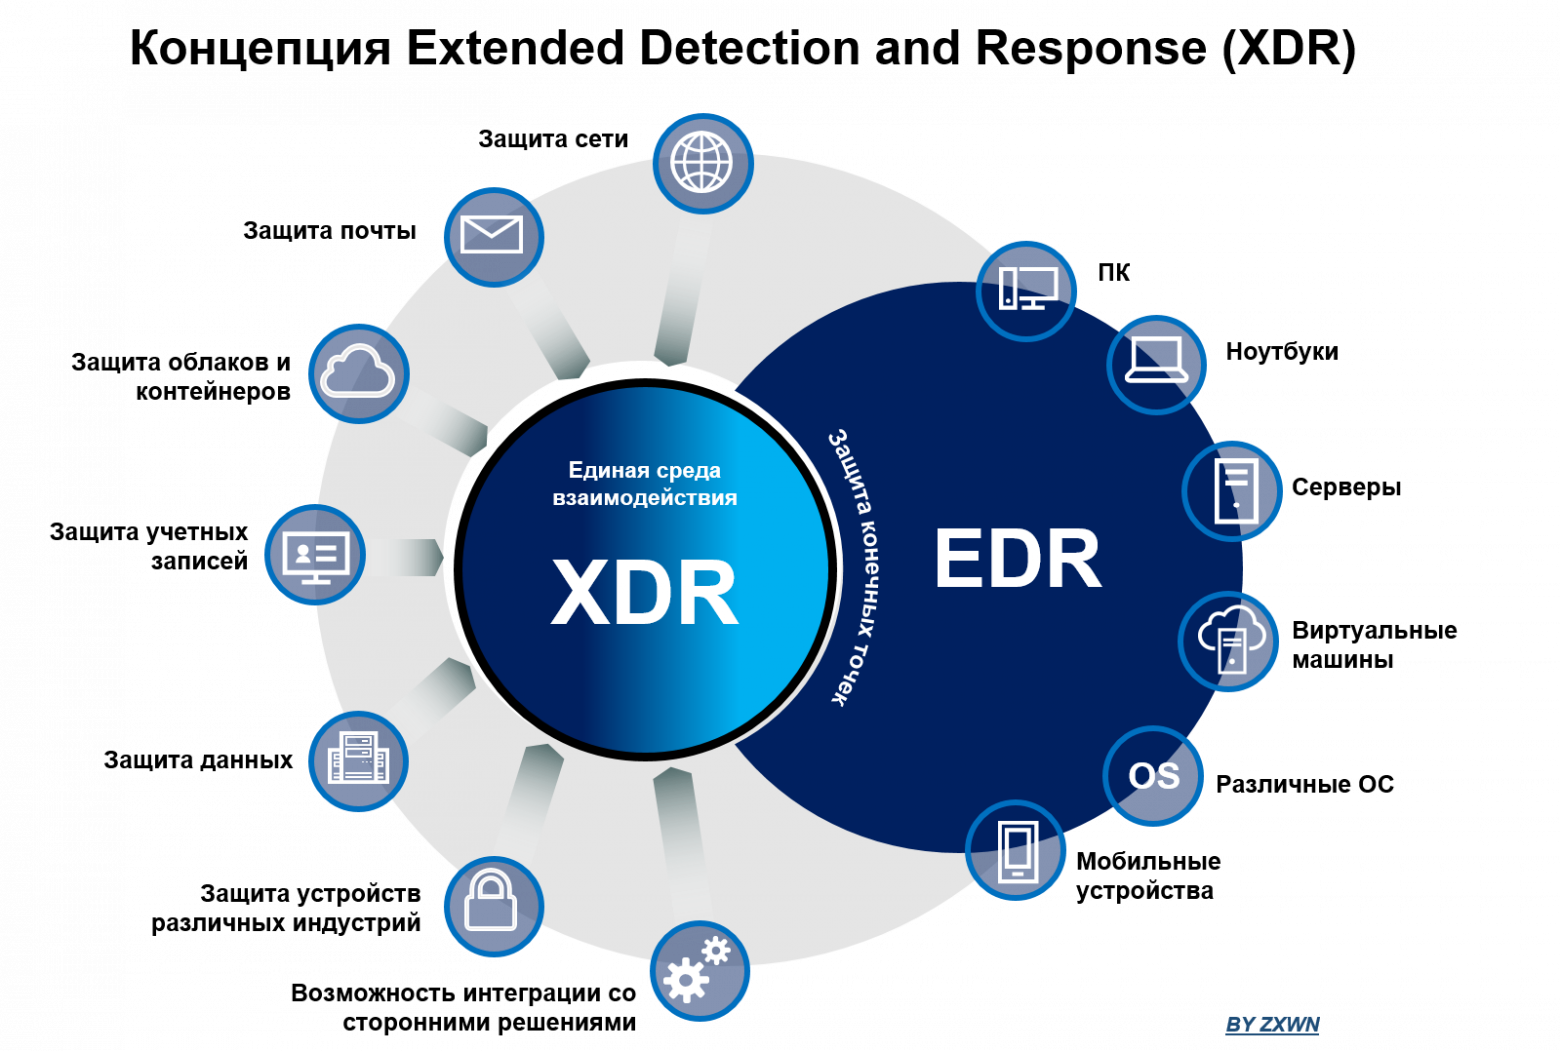 Концепция Extended Detection and Response (XDR)
Защита сети
Защита почты
Защита облаков и
контейнеров
Защита учетных
записей
Защита данных
Защита устройств
различных индустрий
Возможность интеграции со
сторонними решениями
Единая среда
взаимодействия
XDR
Защита конечных точек
EDR
ПК
Ноутбуки
Серверы
Виртуальные
машины
OS
Различные ОС
Мобильные
устройства
BY ZXWN